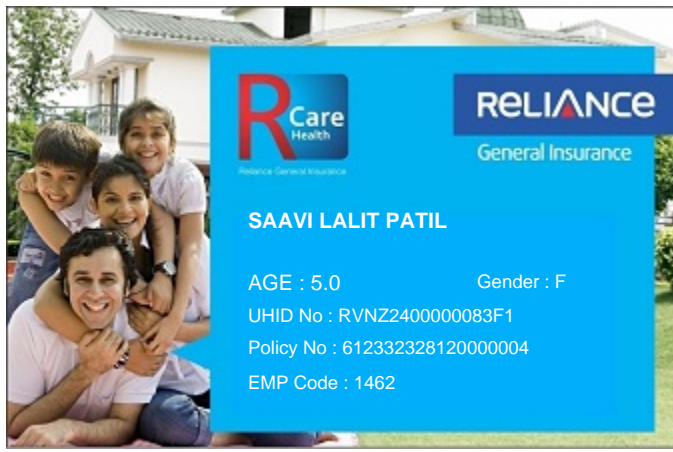 R Care
Health
Reliance General Insurance
RELIANCE
General Insurance
SAAVI LALIT PATIL
AGE : 5.0 Gender : F
UHID No : RVNZ2400000083F1
Policy No : 612332328120000004
EMP Code : 1462